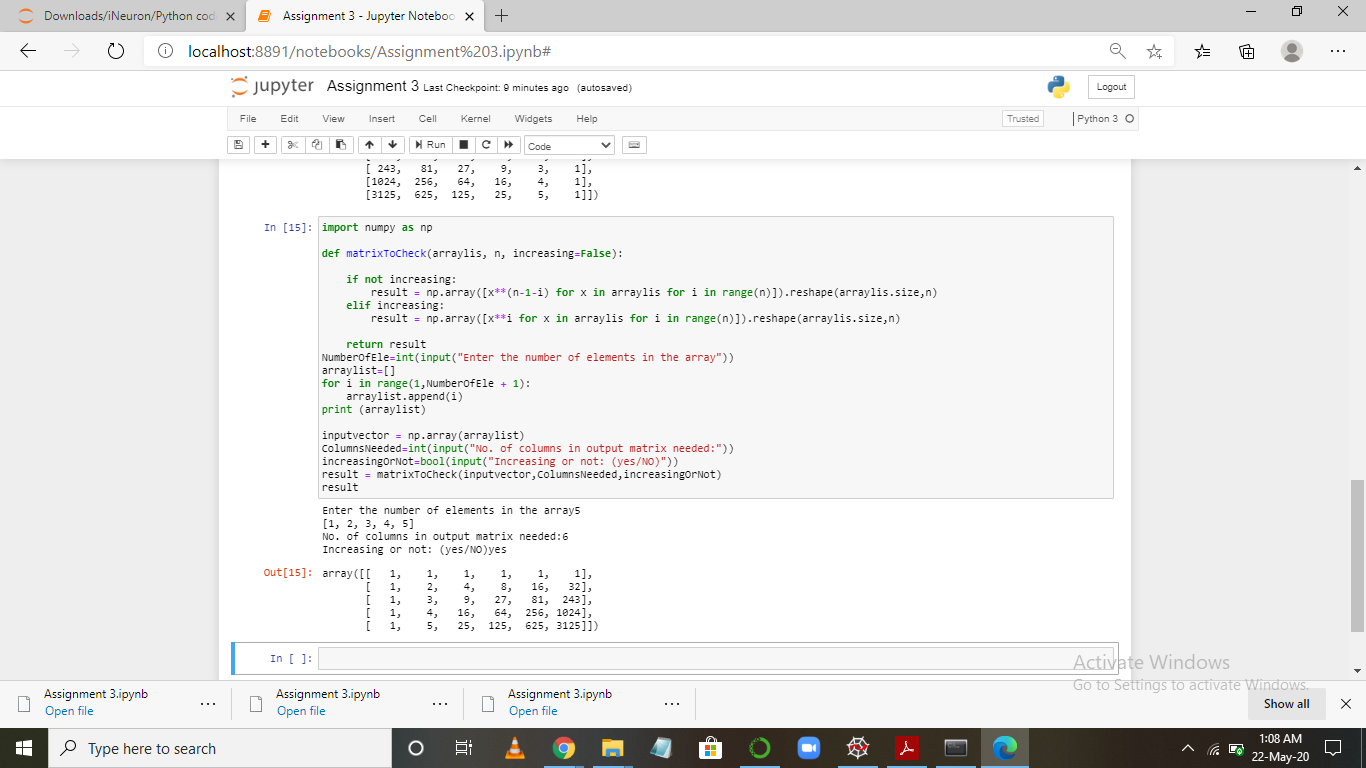 Downloads/iNeuron/Python cod
Assignment 3 - Jupyter Noteboo
localhost:8891/notebooks/Assignment%203.ipynb#
jupyter Assignment 3 Last Checkpoint: 9 minutes ago (autosaved)
Logout
File Edit View Insert Cell Kernel Widgets Help
Trusted Python 3
Run Code
[ 243, 81, 27, 9, 3, 1],
[1024, 256, 64, 16, 4, 1],
[3125, 625, 125, 25, 5, 1]])
In [15]: import numpy as np
def matrixToCheck(arraylis, n, increasing=False):
if not increasing:
result = np.array([x**(n-1-i) for x in arraylis for i in range(n)]).reshape(arraylis.size,n)
elif increasing:
result = np.array([x**i for x in arraylis for i in range(n)]).reshape(arraylis.size,n)
return result
NumberOfEle=int(input("Enter the number of elements in the array"))
arraylist=[]
for i in range(1,NumberOfEle + 1):
arraylist.append(i)
print (arraylist)
inputvector = np.array(arraylist)
ColumnsNeeded=int(input("No. of columns in output matrix needed:"))
increasingOrNot=bool(input("Increasing or not: (yes/NO)"))
result = matrixToCheck(inputvector,ColumnsNeeded,increasingOrNot)
result
Enter the number of elements in the array5
[1, 2, 3, 4, 5]
No. of columns in output matrix needed:6
Increasing or not: (yes/NO)yes
Out[15]: array([[ 1, 1, 1, 1, 1, 1],
[ 1, 2, 4, 8, 16, 32],
[ 1, 3, 9, 27, 81, 243],
[ 1, 4, 16, 64, 256, 1024],
[ 1, 5, 25, 125, 625, 3125]])
In [ ]:
Activate Windows
Go to Settings to activate Windows.
Assignment 3.ipynb
Open file
Assignment 3.ipynb
Open file
Assignment 3.ipynb
Open file
Show all
Type here to search
1:08 AM
22-May-20